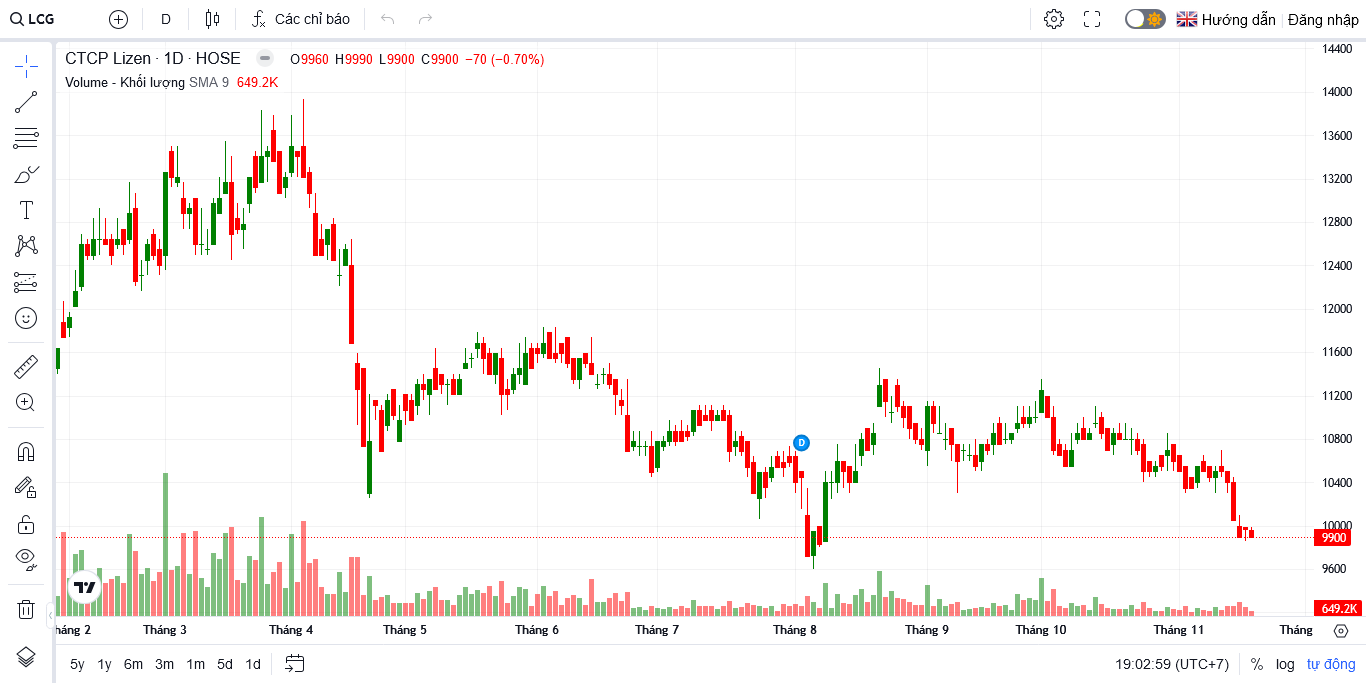 LCG D Các chỉ báo Hướng dẫn Đăng nhập
CTCP Lizen · 1D · HOSE O9960 H9990 L9900 C9900 −70 (−0.70%)
Volume - Khối lượng SMA 9 649.2K
14400
14000
13600
13200
12800
12400
12000
11600
11200
10800
D
10400
10000
9900
9600
649.2K
háng 2 Tháng 3 Tháng 4 Tháng 5 Tháng 6 Tháng 7 Tháng 8 Tháng 9 Tháng 10 Tháng 11 Tháng
5y 1y 6m 3m 1m 5d 1d 19:02:59 (UTC+7) % log tự động